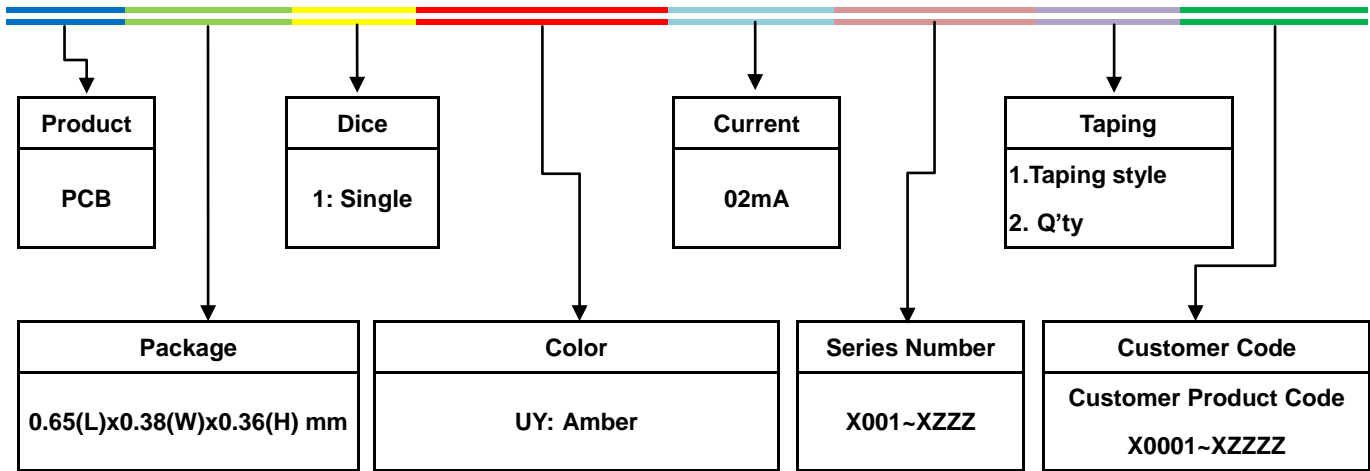 Product
PCB
Dice
1: Single
Current
02mA
Taping
1.Taping style
2. Q’ty
Package
0.65(L)x0.38(W)x0.36(H) mm
Color
UY: Amber
Series Number
X001~XZZZ
Customer Code
Customer Product Code
X0001~XZZZZ